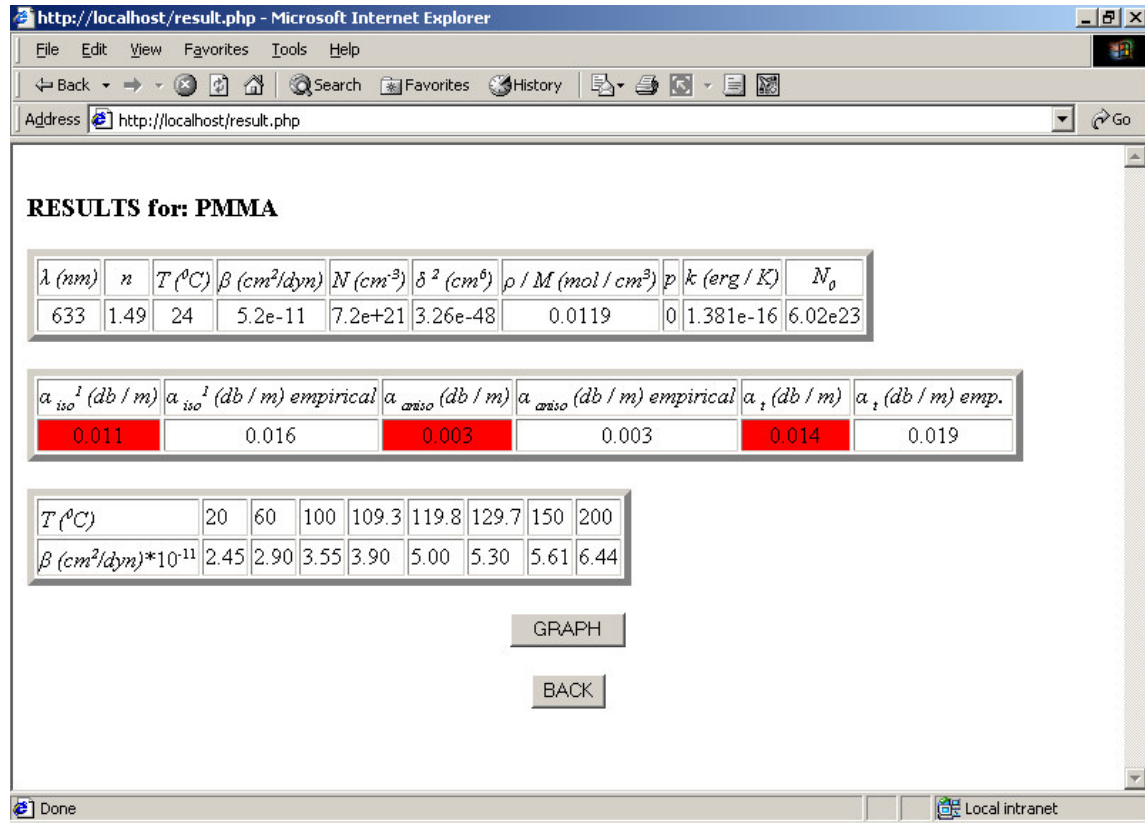 http://localhost/result.php - Microsoft Internet Explorer
File Edit View Favorites Tools Help
Back Search Favorites History
Address http://localhost/result.php Go
RESULTS for: PMMA
λ (nm) n T (⁰C) β (cm²/dyn) N (cm⁻³) δ ² (cm⁶) ρ / M (mol / cm³) p k (erg / K) N₀
633 1.49 24 5.2e-11 7.2e+21 3.26e-48 0.0119 0 1.381e-16 6.02e23
α iso ¹ (db / m) α iso ¹ (db / m) empirical α aniso (db / m) α aniso (db / m) empirical α t (db / m) α t (db / m) emp.
0.011 0.016 0.003 0.003 0.014 0.019
T (⁰C) 20 60 100 109.3 119.8 129.7 150 200
β (cm²/dyn)*10⁻¹¹ 2.45 2.90 3.55 3.90 5.00 5.30 5.61 6.44
GRAPH
BACK
Done Local intranet